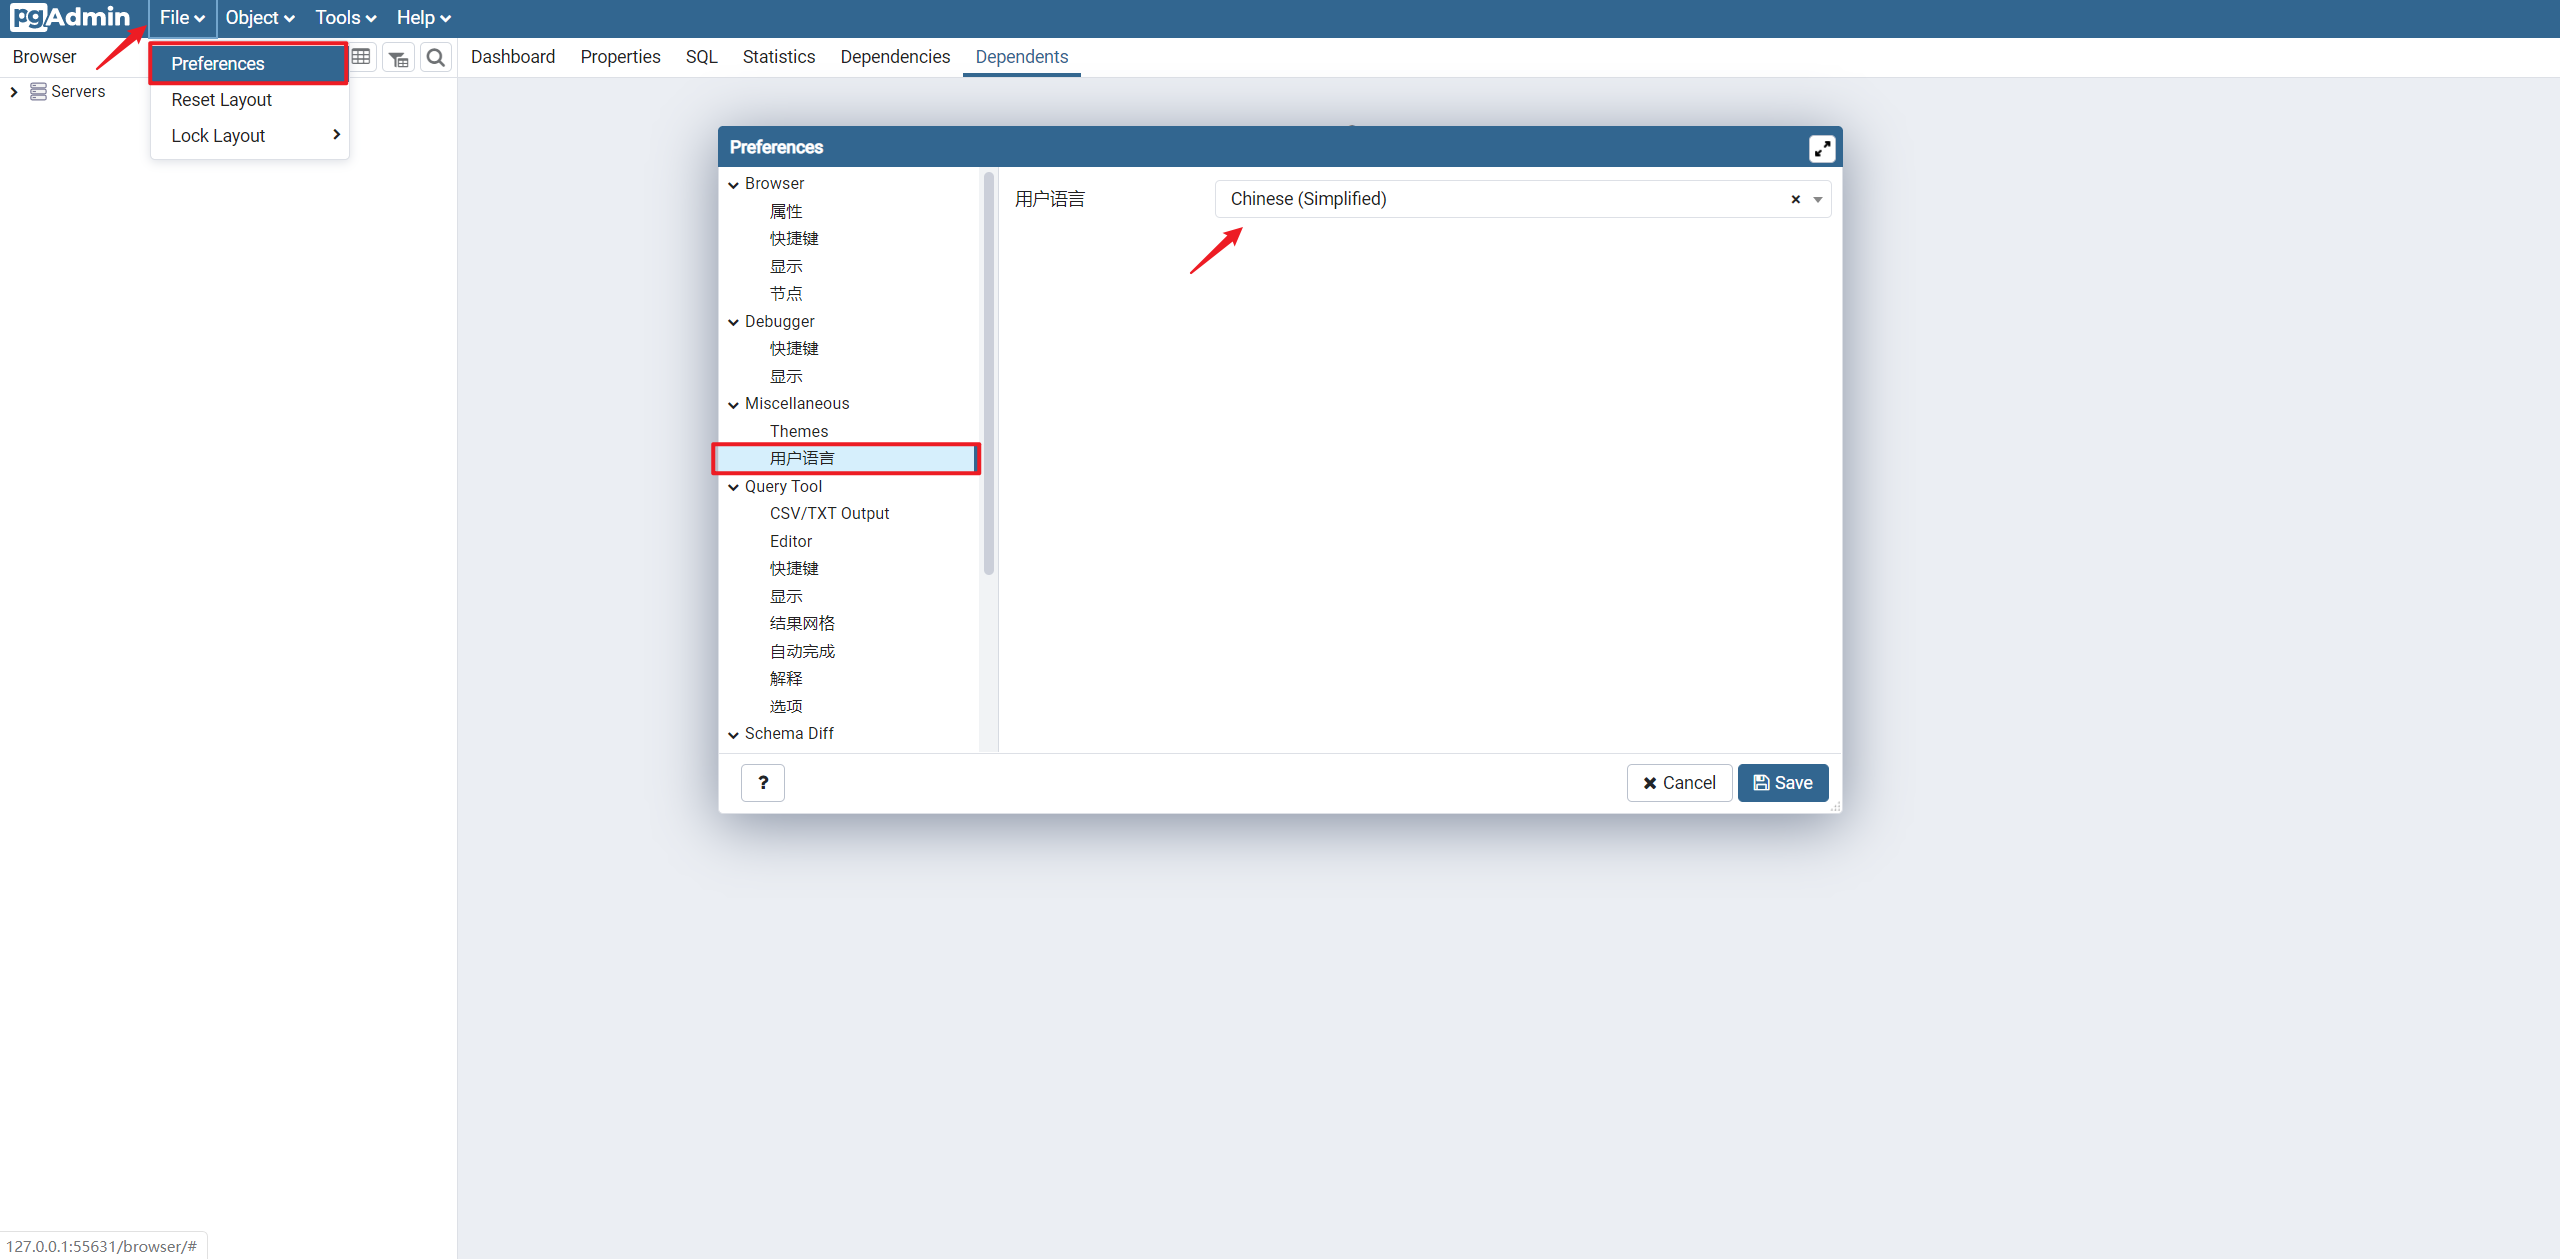 pgAdmin File Object Tools Help
Browser
Dashboard Properties SQL Statistics Dependencies Dependents
Servers
Preferences
Reset Layout
Lock Layout
Preferences
Browser
属性
快捷键
显示
节点
Debugger
快捷键
显示
Miscellaneous
Themes
用户语言
Query Tool
CSV/TXT Output
Editor
快捷键
显示
结果网格
自动完成
解释
选项
Schema Diff
用户语言 Chinese (Simplified)
? Cancel Save
127.0.0.1:55631/browser/#